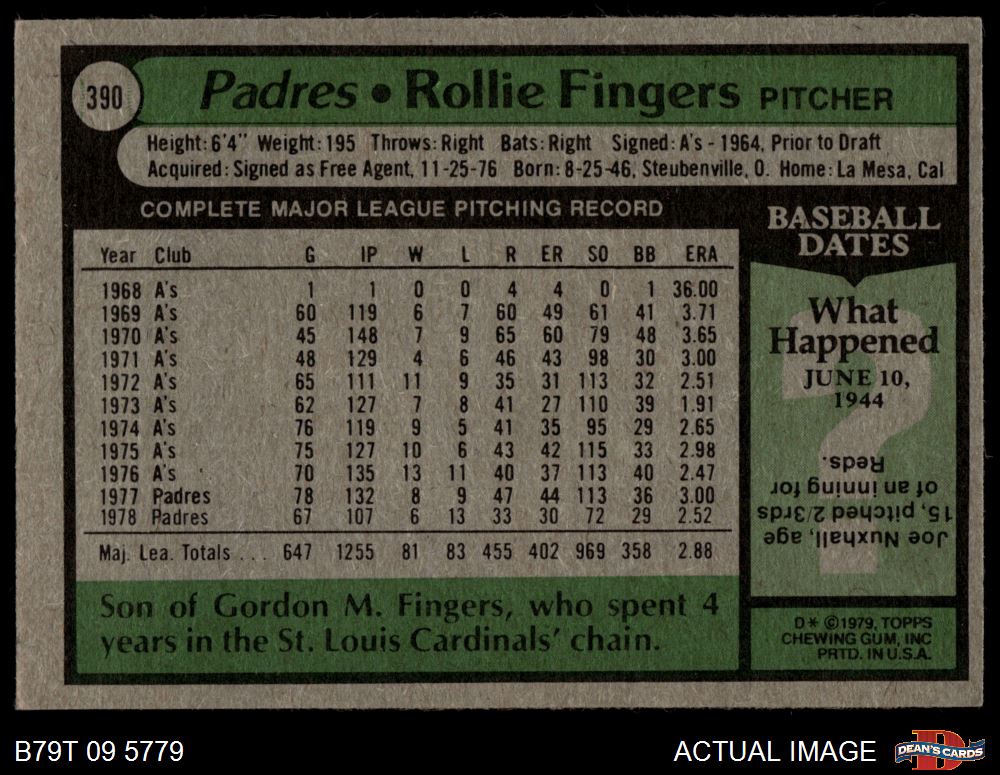 390
Padres • Rollie Fingers PITCHER
Height: 6'4" Weight: 195 Throws: Right Bats: Right Signed: A's - 1964, Prior to Draft
Acquired: Signed as Free Agent, 11-25-76 Born: 8-25-46, Steubenville, O. Home: La Mesa, Cal
COMPLETE MAJOR LEAGUE PITCHING RECORD
Year Club G IP W L R ER SO BB ERA
1968 A's 1 1 0 0 4 4 0 1 36.00
1969 A's 60 119 6 7 60 49 61 41 3.71
1970 A's 45 148 7 9 65 60 79 48 3.65
1971 A's 48 129 4 6 46 43 98 30 3.00
1972 A's 65 111 11 9 35 31 113 32 2.51
1973 A's 62 127 7 8 41 27 110 39 1.91
1974 A's 76 119 9 5 41 35 95 29 2.65
1975 A's 75 127 10 6 43 42 115 33 2.98
1976 A's 70 135 13 11 40 37 113 40 2.47
1977 Padres 78 132 8 9 47 44 113 36 3.00
1978 Padres 67 107 6 13 33 30 72 29 2.52
Maj. Lea. Totals ... 647 1255 81 83 455 402 969 358 2.88
Son of Gordon M. Fingers, who spent 4
years in the St. Louis Cardinals' chain.
BASEBALL
DATES
What
Happened
JUNE 10,
1944
?
Joe Nuxhall, age
15, pitched 2/3rds
of an inning for
Reds.
D* ©1979, TOPPS
CHEWING GUM, INC
PRTD. IN U.S.A.
B79T 09 5779
ACTUAL IMAGE
DEAN'S CARDS